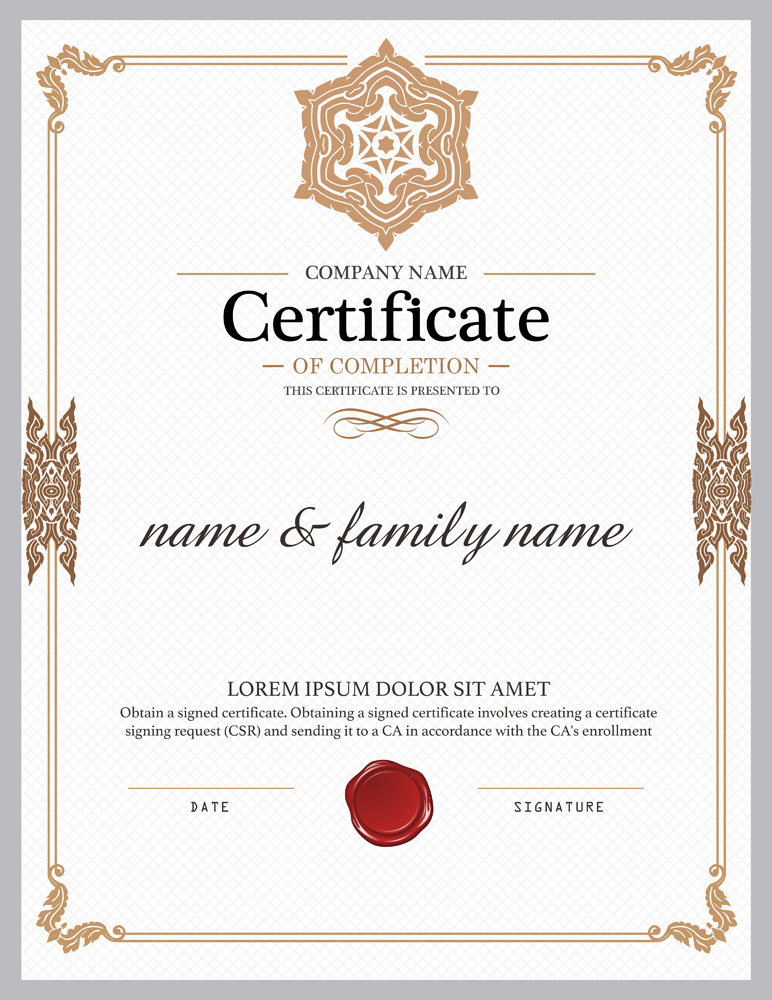 COMPANY NAME
Certificate
OF COMPLETION
THIS CERTIFICATE IS PRESENTED TO
name & family name
LOREM IPSUM DOLOR SIT AMET
Obtain a signed certificate. Obtaining a signed certificate involves creating a certificate
signing request (CSR) and sending it to a CA in accordance with the CA's enrollment
DATE
SIGNATURE